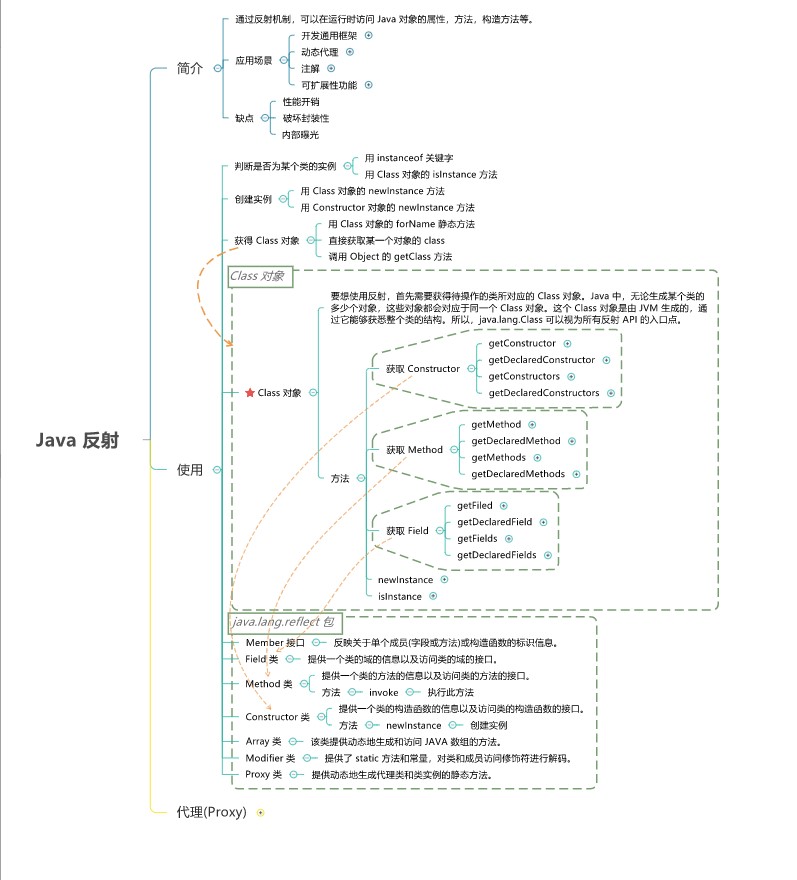 Java 反射
简介
通过反射机制，可以在运行时访问 Java 对象的属性，方法，构造方法等。
应用场景
开发通用框架
动态代理
注解
可扩展性功能
缺点
性能开销
破坏封装性
内部曝光
使用
判断是否为某个类的实例
用 instanceof 关键字
用 Class 对象的 isInstance 方法
创建实例
用 Class 对象的 newInstance 方法
用 Constructor 对象的 newInstance 方法
获得 Class 对象
用 Class 对象的 forName 静态方法
直接获取某一个对象的 class
调用 Object 的 getClass 方法
Class 对象
Class 对象
要想使用反射，首先需要获得待操作的类所对应的 Class 对象。Java 中，无论生成某个类的
多少个对象，这些对象都会对应于同一个 Class 对象。这个 Class 对象是由 JVM 生成的，通
过它能够获悉整个类的结构。所以，java.lang.Class 可以视为所有反射 API 的入口点。
方法
获取 Constructor
getConstructor
getDeclaredConstructor
getConstructors
getDeclaredConstructors
获取 Method
getMethod
getDeclaredMethod
getMethods
getDeclaredMethods
获取 Field
getFiled
getDeclaredField
getFields
getDeclaredFields
newInstance
isInstance
java.lang.reflect 包
Member 接口
反映关于单个成员(字段或方法)或构造函数的标识信息。
Field 类
提供一个类的域的信息以及访问类的域的接口。
Method 类
提供一个类的方法的信息以及访问类的方法的接口。
方法
invoke
执行此方法
Constructor 类
提供一个类的构造函数的信息以及访问类的构造函数的接口。
方法
newInstance
创建实例
Array 类
该类提供动态地生成和访问 JAVA 数组的方法。
Modifier 类
提供了 static 方法和常量，对类和成员访问修饰符进行解码。
Proxy 类
提供动态地生成代理类和类实例的静态方法。
代理(Proxy)